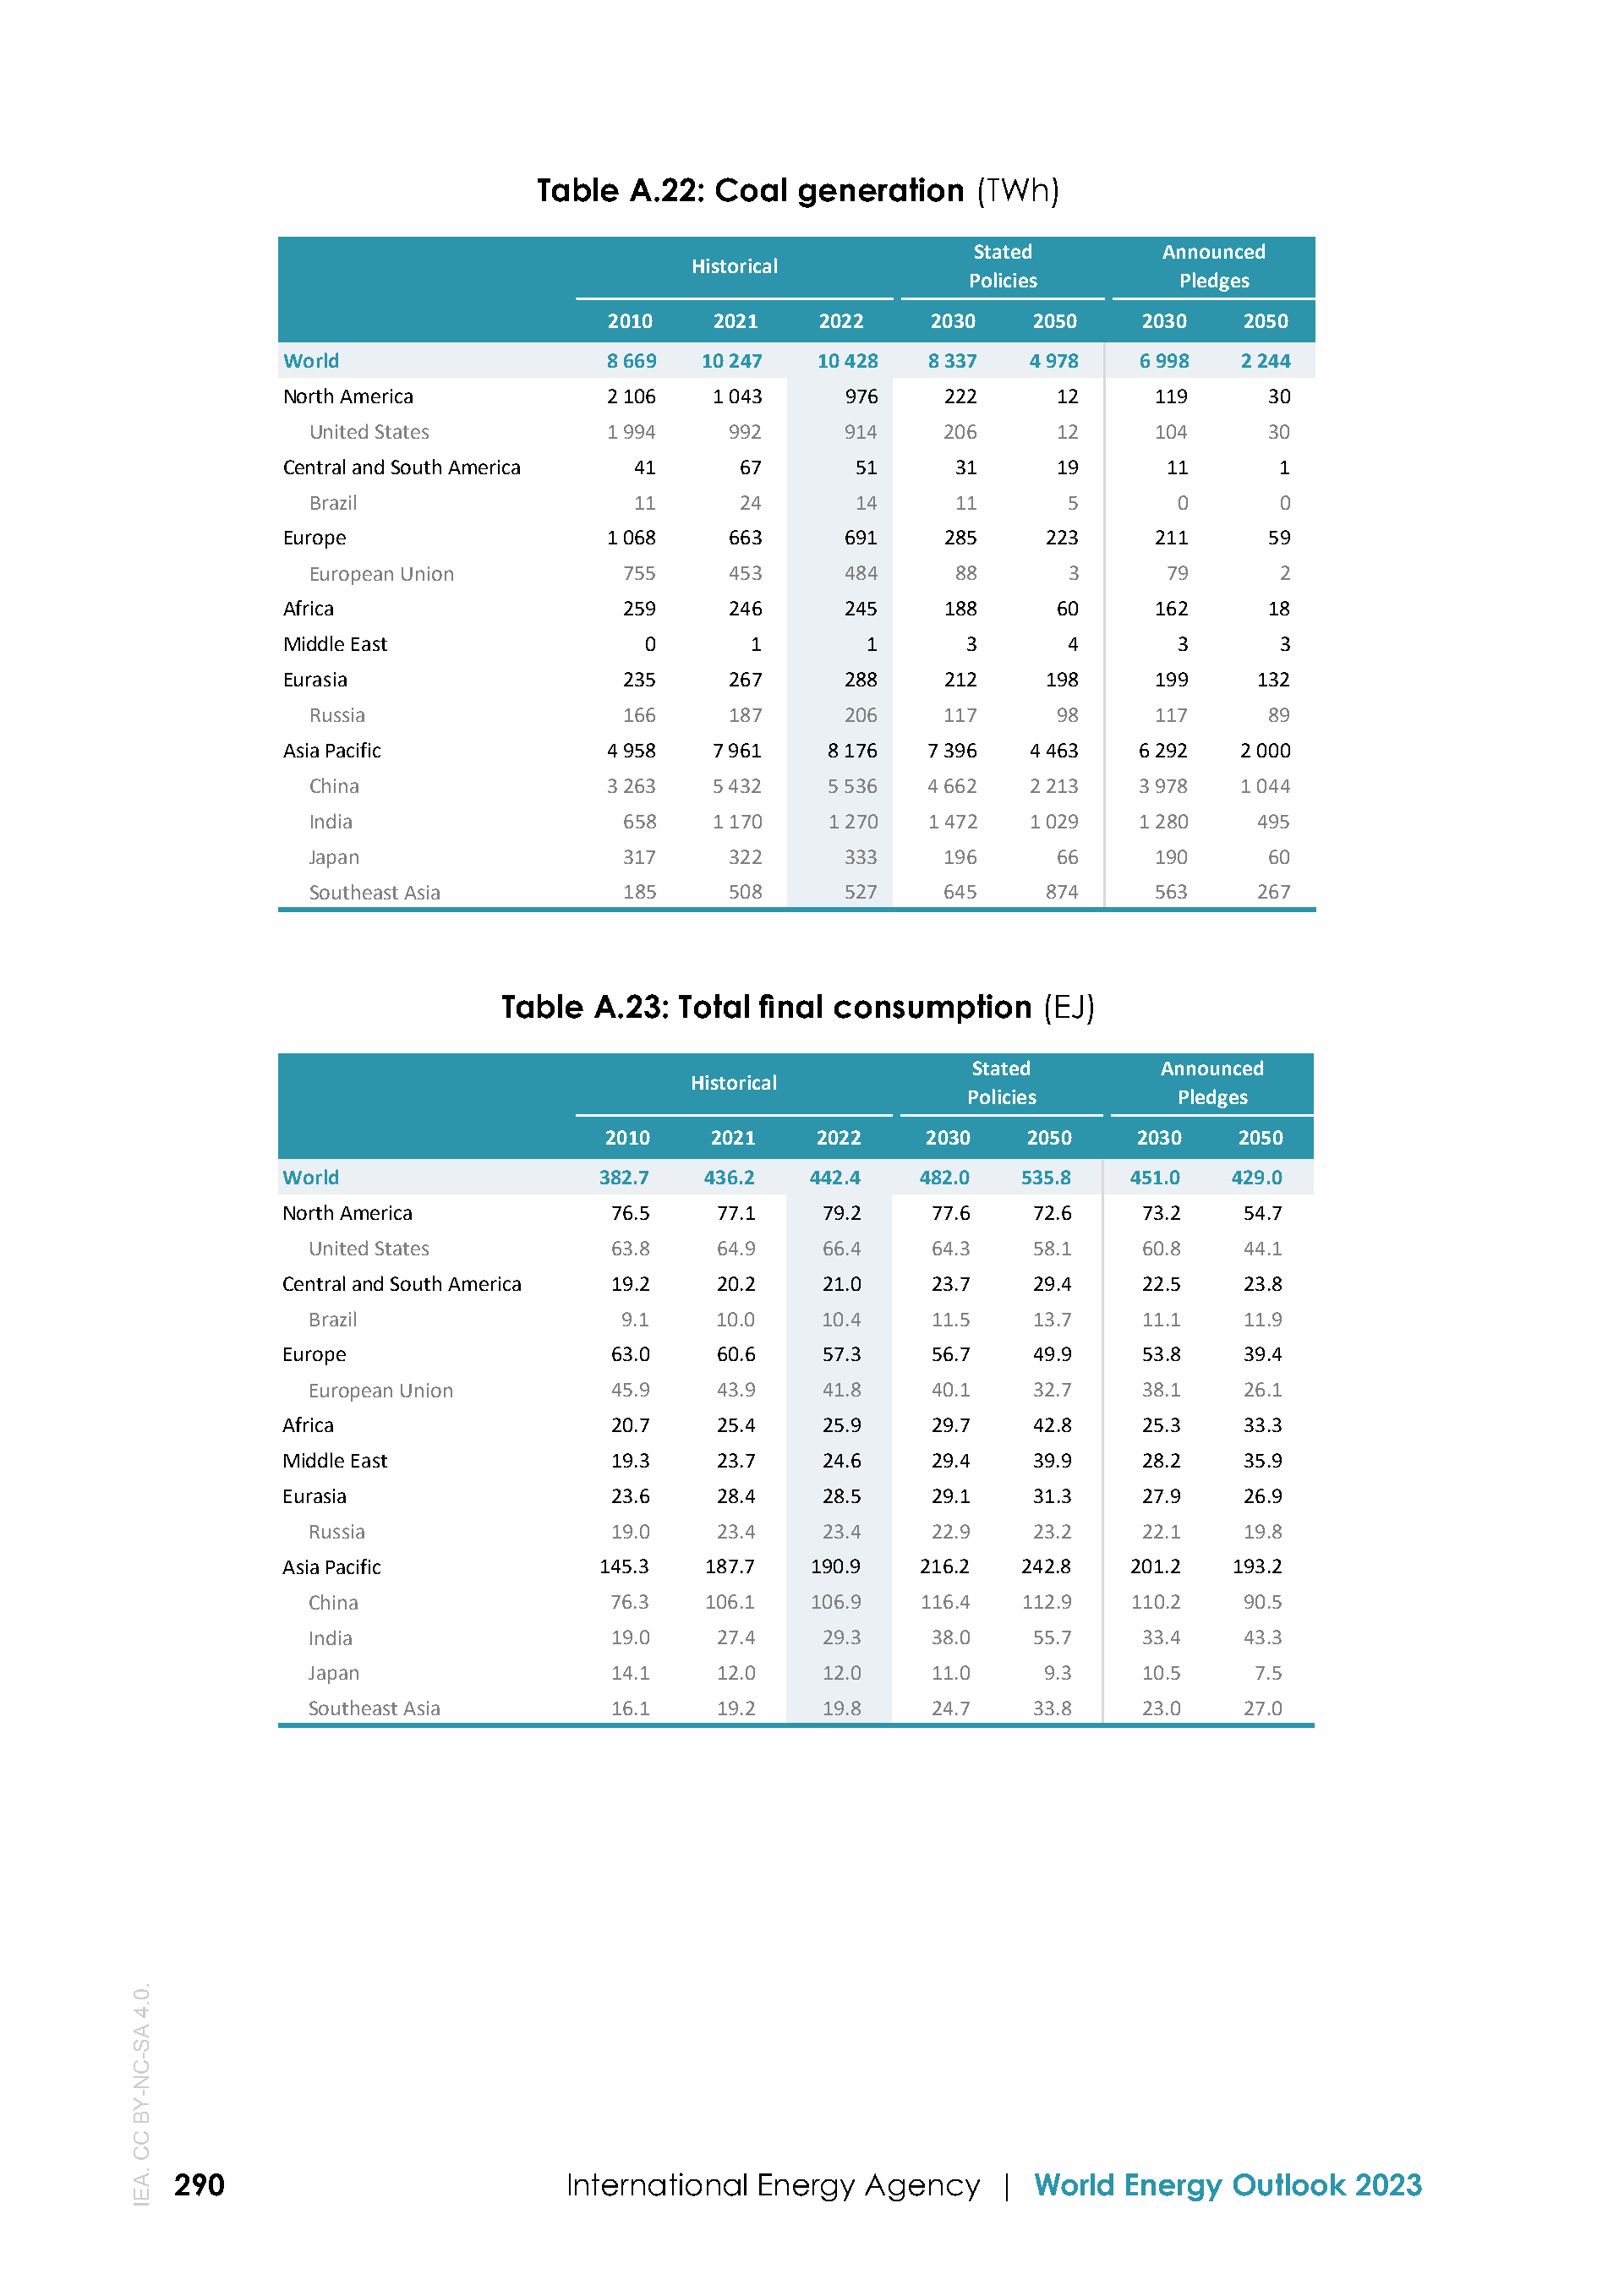 Table A.22: Coal generation (TWh)
Historical Stated Policies Announced Pledges
2010 2021 2022 2030 2050 2030 2050
World 8 669 10 247 10 428 8 337 4 978 6 998 2 244
North America 2 106 1 043 976 222 12 119 30
United States 1 994 992 914 206 12 104 30
Central and South America 41 67 51 31 19 11 1
Brazil 11 24 14 11 5 0 0
Europe 1 068 663 691 285 223 211 59
European Union 755 453 484 88 3 79 2
Africa 259 246 245 188 60 162 18
Middle East 0 1 1 3 4 3 3
Eurasia 235 267 288 212 198 199 132
Russia 166 187 206 117 98 117 89
Asia Pacific 4 958 7 961 8 176 7 396 4 463 6 292 2 000
China 3 263 5 432 5 536 4 662 2 213 3 978 1 044
India 658 1 170 1 270 1 472 1 029 1 280 495
Japan 317 322 333 196 66 190 60
Southeast Asia 185 508 527 645 874 563 267
Table A.23: Total final consumption (EJ)
Historical Stated Policies Announced Pledges
2010 2021 2022 2030 2050 2030 2050
World 382.7 436.2 442.4 482.0 535.8 451.0 429.0
North America 76.5 77.1 79.2 77.6 72.6 73.2 54.7
United States 63.8 64.9 66.4 64.3 58.1 60.8 44.1
Central and South America 19.2 20.2 21.0 23.7 29.4 22.5 23.8
Brazil 9.1 10.0 10.4 11.5 13.7 11.1 11.9
Europe 63.0 60.6 57.3 56.7 49.9 53.8 39.4
European Union 45.9 43.9 41.8 40.1 32.7 38.1 26.1
Africa 20.7 25.4 25.9 29.7 42.8 25.3 33.3
Middle East 19.3 23.7 24.6 29.4 39.9 28.2 35.9
Eurasia 23.6 28.4 28.5 29.1 31.3 27.9 26.9
Russia 19.0 23.4 23.4 22.9 23.2 22.1 19.8
Asia Pacific 145.3 187.7 190.9 216.2 242.8 201.2 193.2
China 76.3 106.1 106.9 116.4 112.9 110.2 90.5
India 19.0 27.4 29.3 38.0 55.7 33.4 43.3
Japan 14.1 12.0 12.0 11.0 9.3 10.5 7.5
Southeast Asia 16.1 19.2 19.8 24.7 33.8 23.0 27.0
IEA. CC BY-NC-SA 4.0.
290 International Energy Agency | World Energy Outlook 2023